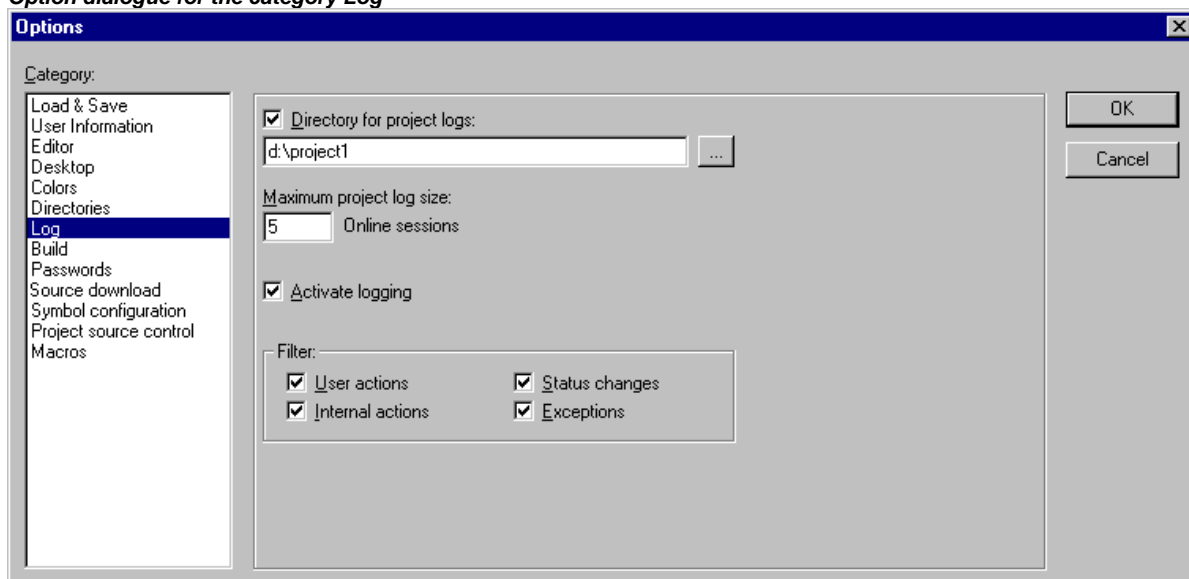 Option dialogue for the category Log
Options
Category:
Load & Save
User Information
Editor
Desktop
Colors
Directories
Log
Build
Passwords
Source download
Symbol configuration
Project source control
Macros
Directory for project logs:
d:\project1
...
Maximum project log size:
5 Online sessions
Activate logging
Filter:
User actions Status changes
Internal actions Exceptions
OK
Cancel